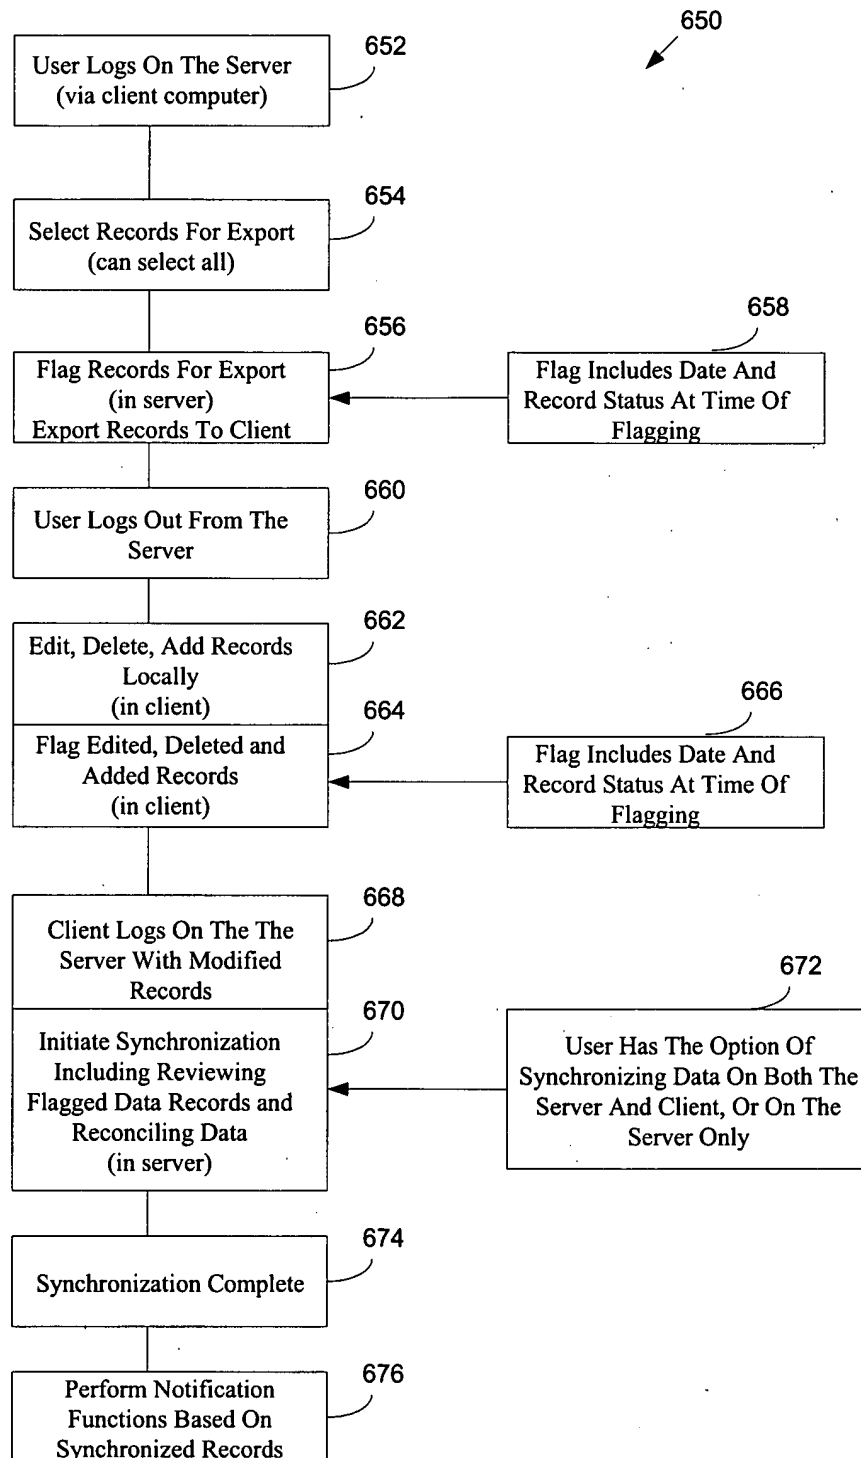 650
652
User Logs On The Server
(via client computer)
654
Select Records For Export
(can select all)
656
Flag Records For Export
(in server)
Export Records To Client
658
Flag Includes Date And
Record Status At Time Of
Flagging
660
User Logs Out From The
Server
662
Edit, Delete, Add Records
Locally
(in client)
664
Flag Edited, Deleted and
Added Records
(in client)
666
Flag Includes Date And
Record Status At Time Of
Flagging
668
Client Logs On The The
Server With Modified
Records
670
Initiate Synchronization
Including Reviewing
Flagged Data Records and
Reconciling Data
(in server)
672
User Has The Option Of
Synchronizing Data On Both The
Server And Client, Or On The
Server Only
674
Synchronization Complete
676
Perform Notification
Functions Based On
Synchronized Records